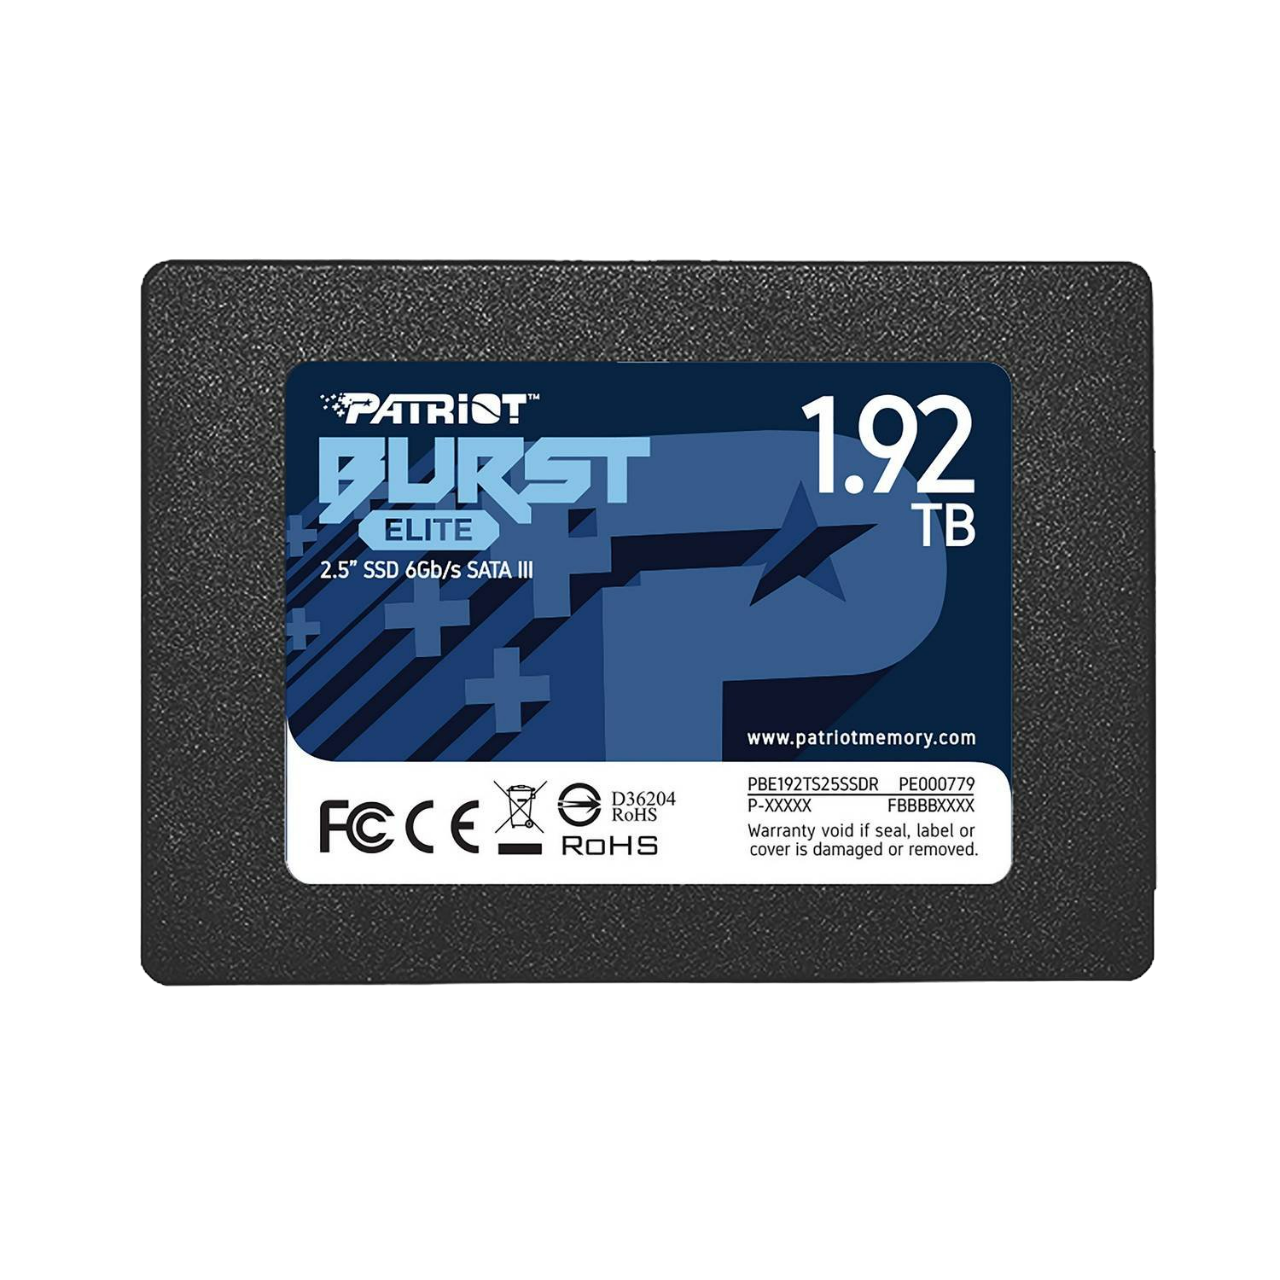 PATRiOT™
BURST
ELITE
2.5” SSD 6Gb/s SATA III
1.92
TB
www.patriotmemory.com
FC CE
D36204
RoHS
RoHS
PBE192TS25SSDR PE000779
P-XXXXX FBBBBXXXX
Warranty void if seal, label or
cover is damaged or removed.